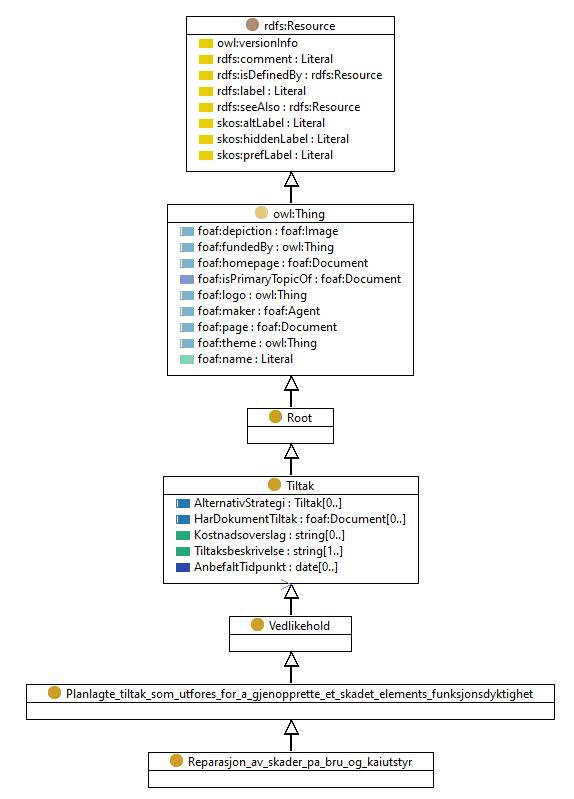 rdfs:Resource
owl:versionInfo
rdfs:comment : Literal
rdfs:isDefinedBy : rdfs:Resource
rdfs:label : Literal
rdfs:seeAlso : rdfs:Resource
skos:altLabel : Literal
skos:hiddenLabel : Literal
skos:prefLabel : Literal
owl:Thing
foaf:depiction : foaf:Image
foaf:fundedBy : owl:Thing
foaf:homepage : foaf:Document
foaf:isPrimaryTopicOf : foaf:Document
foaf:logo : owl:Thing
foaf:maker : foaf:Agent
foaf:page : foaf:Document
foaf:theme : owl:Thing
foaf:name : Literal
Root
Tiltak
AlternativStrategi : Tiltak[0..]
HarDokumentTiltak : foaf:Document[0..]
Kostnadsoverslag : string[0..]
Tiltaksbeskrivelse : string[1..]
AnbefaltTidpunkt : date[0..]
Vedlikehold
Planlagte_tiltak_som_utfores_for_a_gjenopprette_et_skadet_elements_funksjonsdyktighet
Reparasjon_av_skader_pa_bru_og_kaiutstyr